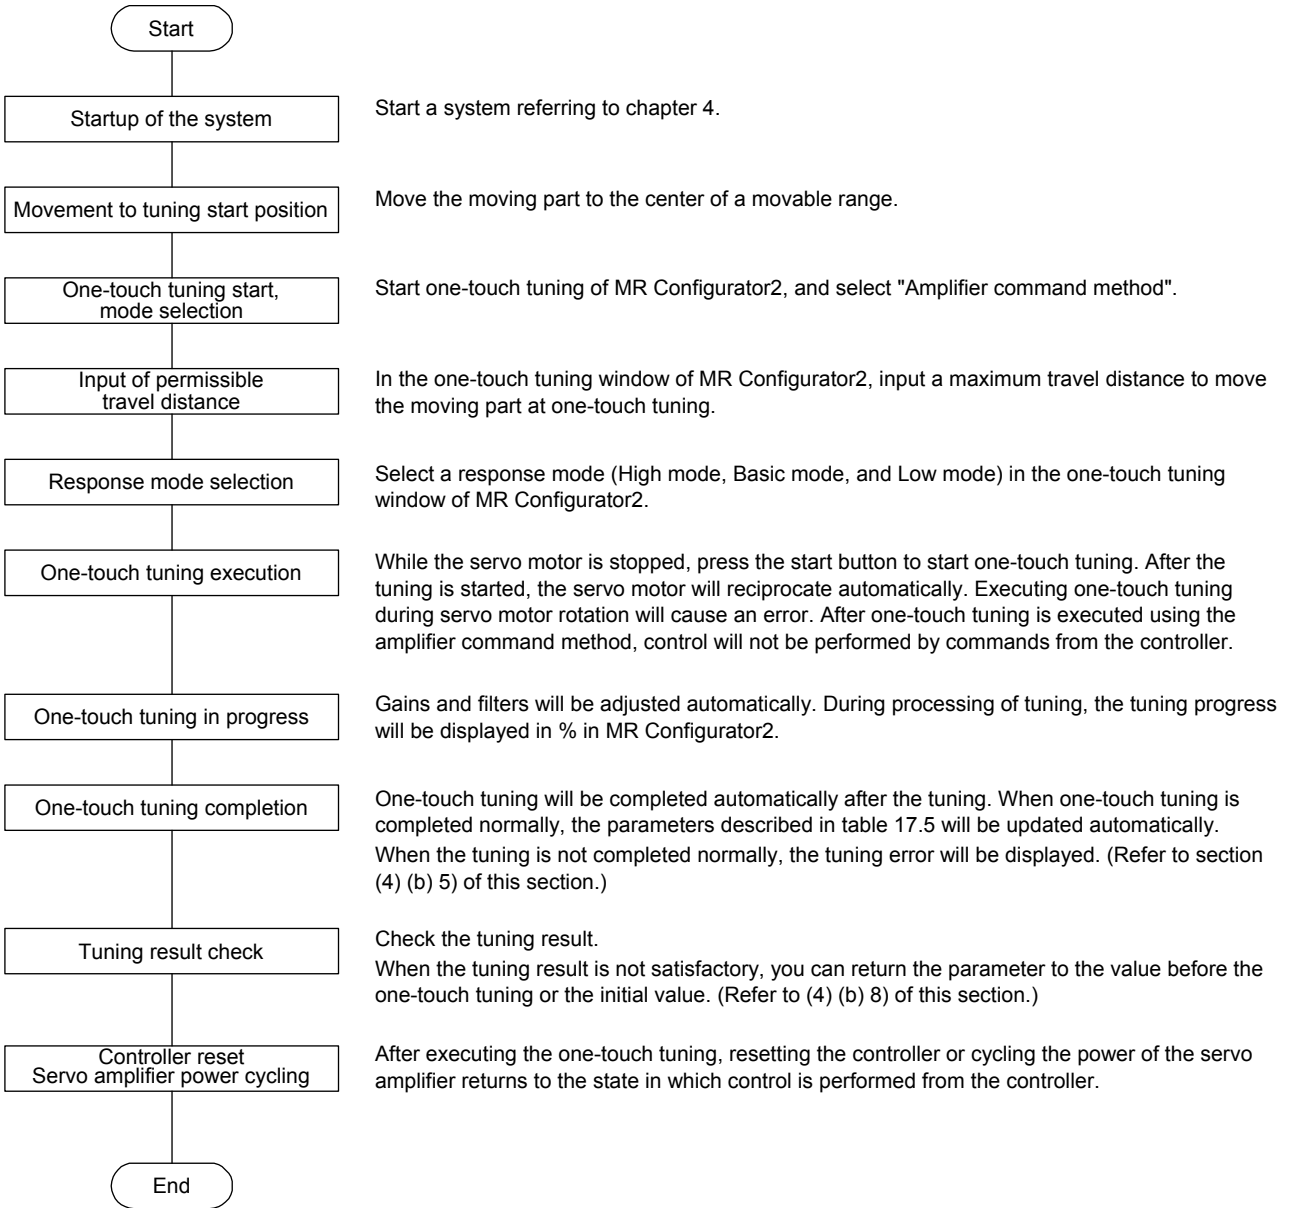 Start
Startup of the system
Start a system referring to chapter 4.
Movement to tuning start position
Move the moving part to the center of a movable range.
One-touch tuning start,
mode selection
Start one-touch tuning of MR Configurator2, and select "Amplifier command method".
Input of permissible
travel distance
In the one-touch tuning window of MR Configurator2, input a maximum travel distance to move
the moving part at one-touch tuning.
Response mode selection
Select a response mode (High mode, Basic mode, and Low mode) in the one-touch tuning
window of MR Configurator2.
One-touch tuning execution
While the servo motor is stopped, press the start button to start one-touch tuning. After the
tuning is started, the servo motor will reciprocate automatically. Executing one-touch tuning
during servo motor rotation will cause an error. After one-touch tuning is executed using the
amplifier command method, control will not be performed by commands from the controller.
One-touch tuning in progress
Gains and filters will be adjusted automatically. During processing of tuning, the tuning progress
will be displayed in % in MR Configurator2.
One-touch tuning completion
One-touch tuning will be completed automatically after the tuning. When one-touch tuning is
completed normally, the parameters described in table 17.5 will be updated automatically.
When the tuning is not completed normally, the tuning error will be displayed. (Refer to section
(4) (b) 5) of this section.)
Tuning result check
Check the tuning result.
When the tuning result is not satisfactory, you can return the parameter to the value before the
one-touch tuning or the initial value. (Refer to (4) (b) 8) of this section.)
Controller reset
Servo amplifier power cycling
After executing the one-touch tuning, resetting the controller or cycling the power of the servo
amplifier returns to the state in which control is performed from the controller.
End